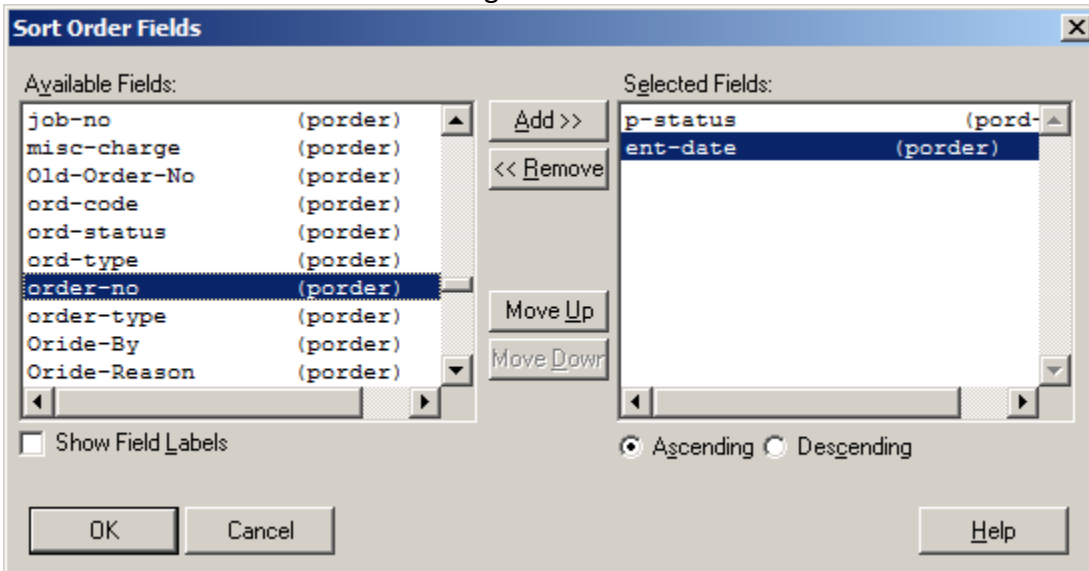 Sort Order Fields
Available Fields:
job-no (porder)
misc-charge (porder)
Old-Order-No (porder)
ord-code (porder)
ord-status (porder)
ord-type (porder)
order-no (porder)
order-type (porder)
Oride-By (porder)
Oride-Reason (porder)
Show Field Labels
Add >>
<< Remove
Move Up
Move Down
Selected Fields:
p-status (pord-
ent-date (porder)
Ascending
Descending
OK
Cancel
Help